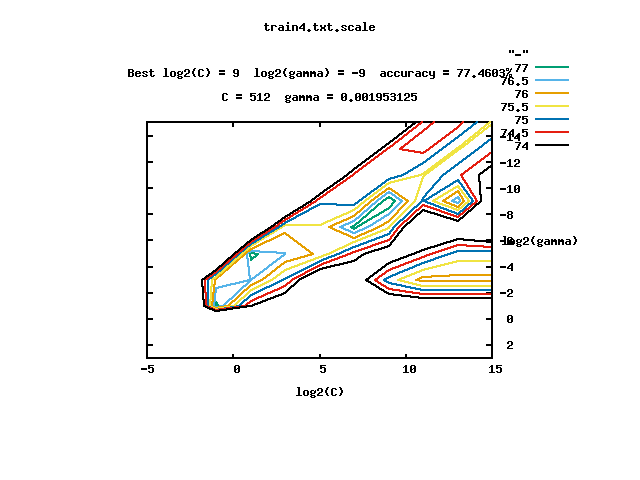 train4.txt.scale
"-"
Best log2(C) = 9  log2(gamma) = -9  accuracy = 77.4603%
C = 512  gamma = 0.001953125
77
76.5
76
75.5
75
74.5
74
-14
-12
-10
-8
-6
log2(gamma)
-4
-2
0
2
-5 0 5 10 15
log2(C)